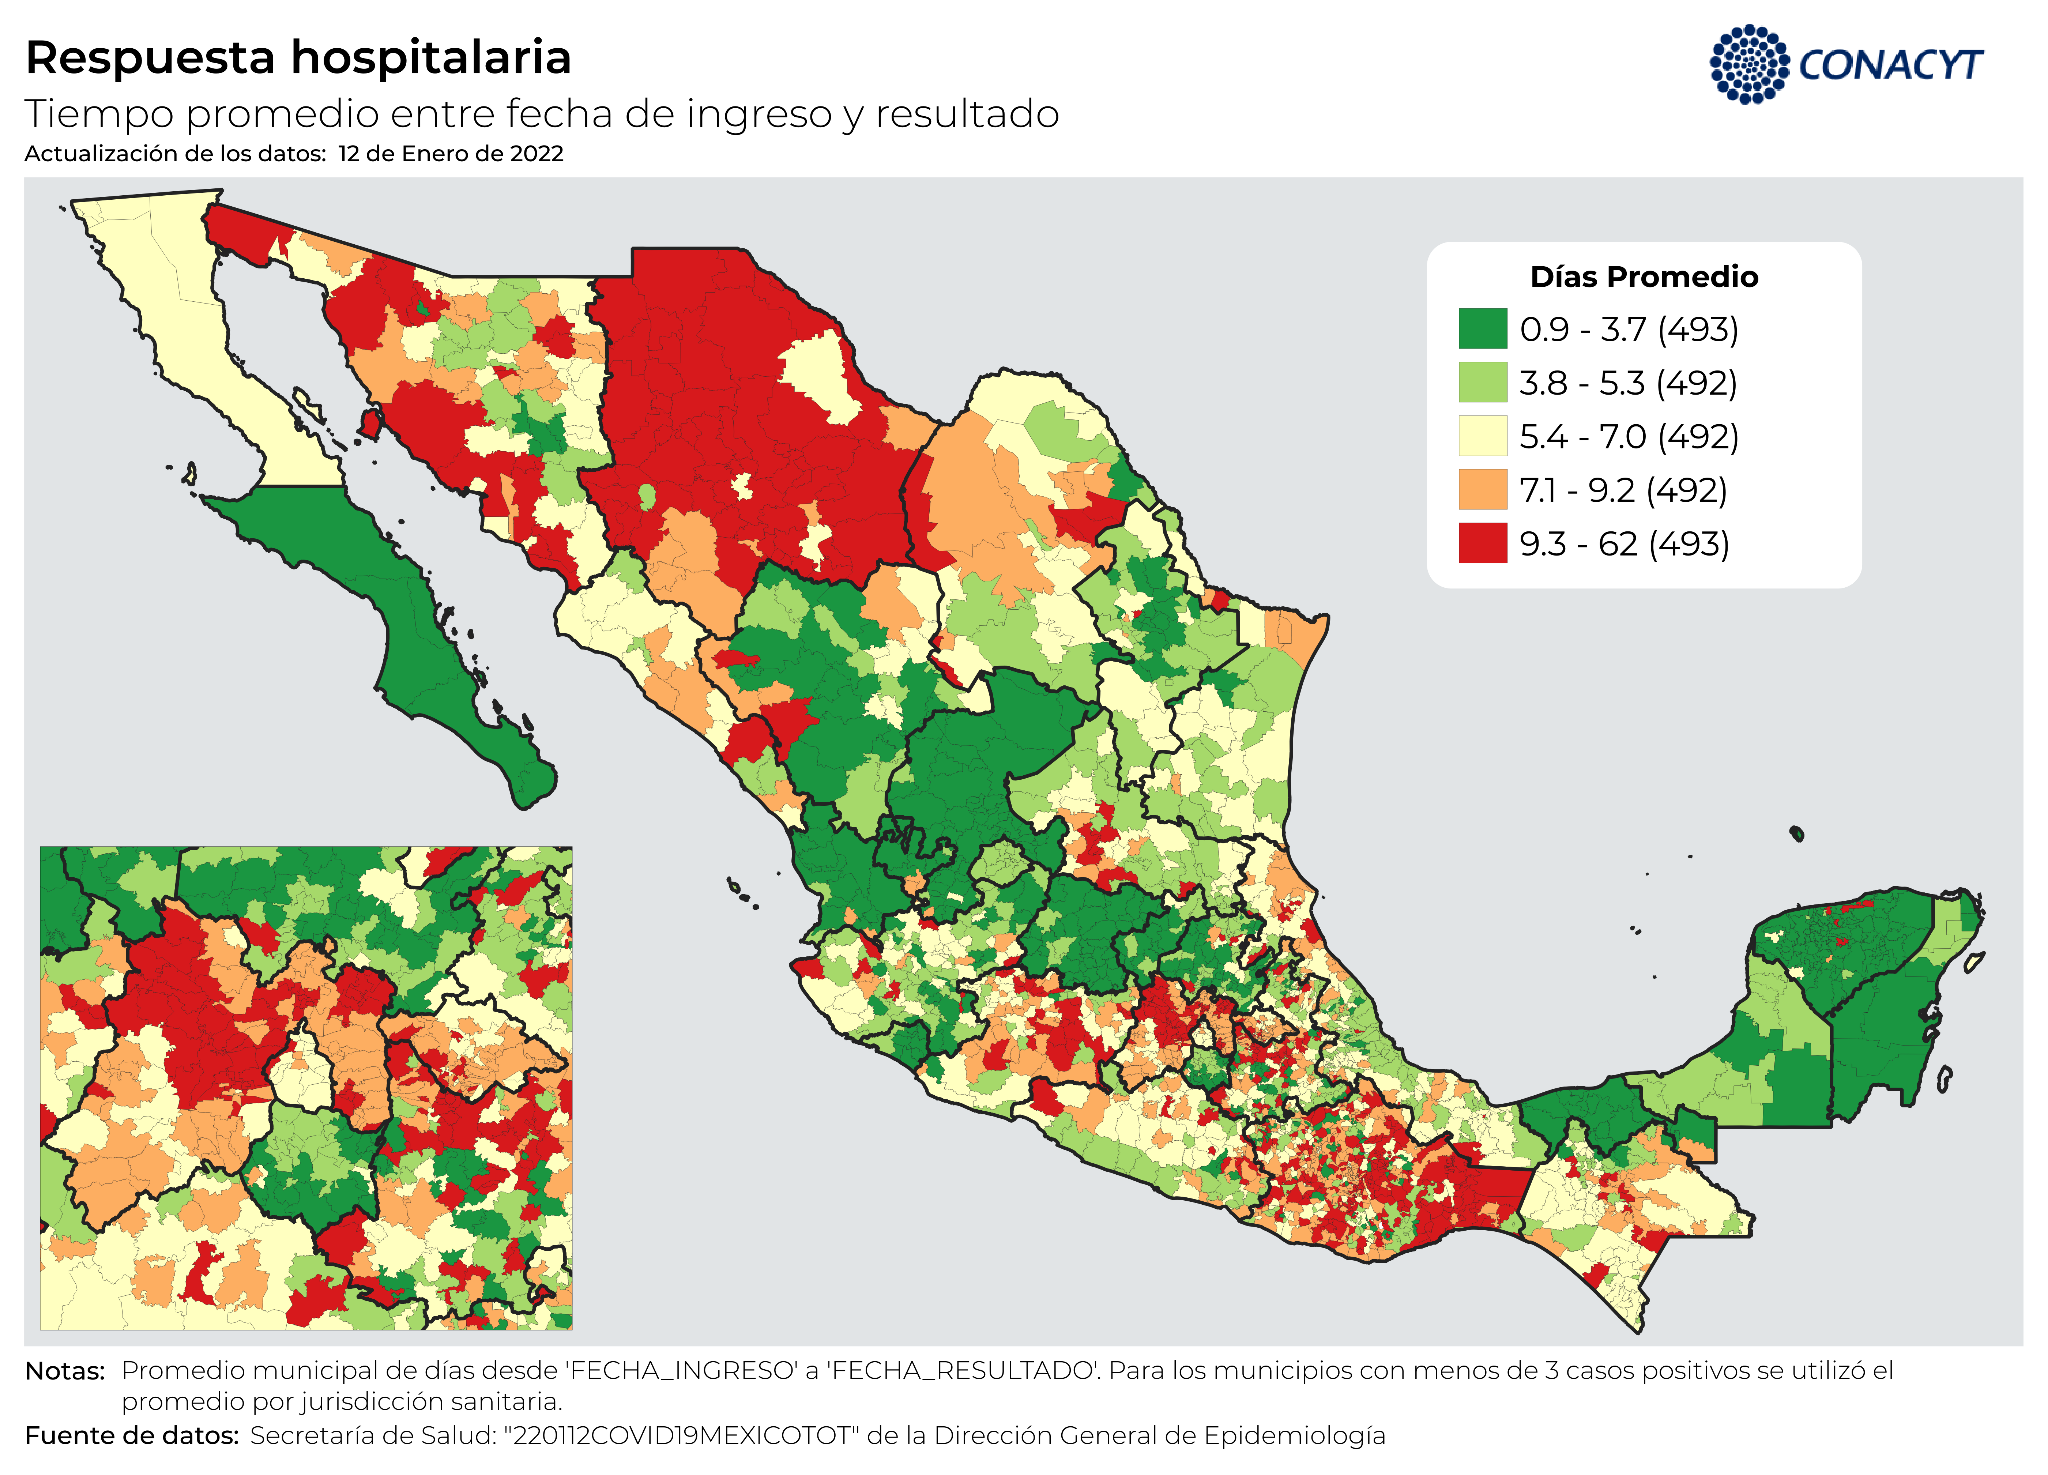 Respuesta hospitalaria
CONACYT
Tiempo promedio entre fecha de ingreso y resultado
Actualización de los datos: 12 de Enero de 2022
Días Promedio
0.9 - 3.7 (493)
3.8 - 5.3 (492)
5.4 - 7.0 (492)
7.1 - 9.2 (492)
9.3 - 62 (493)
Notas: Promedio municipal de días desde 'FECHA_INGRESO' a 'FECHA_RESULTADO'. Para los municipios con menos de 3 casos positivos se utilizó el
promedio por jurisdicción sanitaria.
Fuente de datos: Secretaría de Salud: "220112COVID19MEXICOTOT" de la Dirección General de Epidemiología